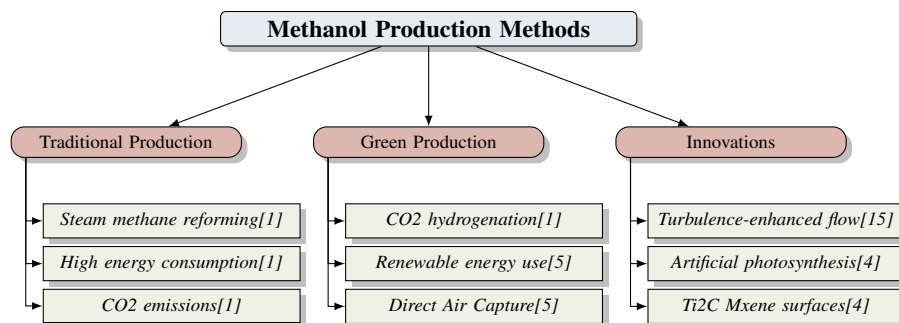 Methanol Production Methods
Traditional Production
Green Production
Innovations
Steam methane reforming[1]
CO2 hydrogenation[1]
Turbulence-enhanced flow[15]
High energy consumption[1]
Renewable energy use[5]
Artificial photosynthesis[4]
CO2 emissions[1]
Direct Air Capture[5]
Ti2C Mxene surfaces[4]